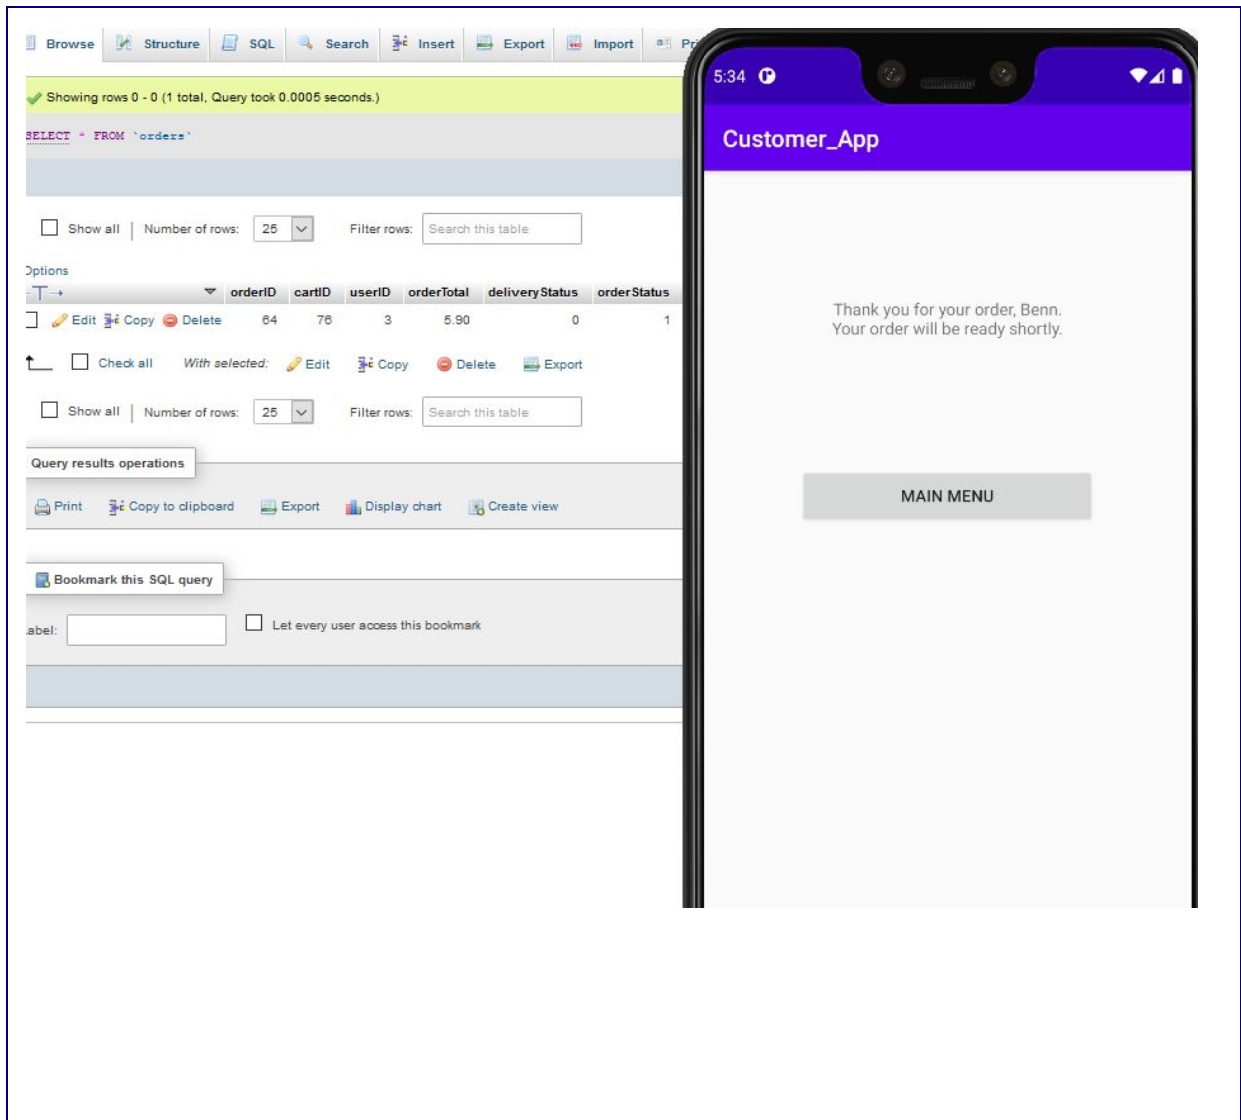 Browse Structure SQL Search Insert Export Import
Showing rows 0 - 0 (1 total, Query took 0.0005 seconds.)
SELECT * FROM `orders`
Show all Number of rows: 25 Filter rows: Search this table
Options
orderID cartID userID orderTotal deliveryStatus orderStatus
Edit Copy Delete 64 76 3 5.90 0 1
Check all With selected: Edit Copy Delete Export
Show all Number of rows: 25 Filter rows: Search this table
Query results operations
Print Copy to clipboard Export Display chart Create view
Bookmark this SQL query
Label: Let every user access this bookmark
5:34
Customer_App
Thank you for your order, Benn.
Your order will be ready shortly.
MAIN MENU